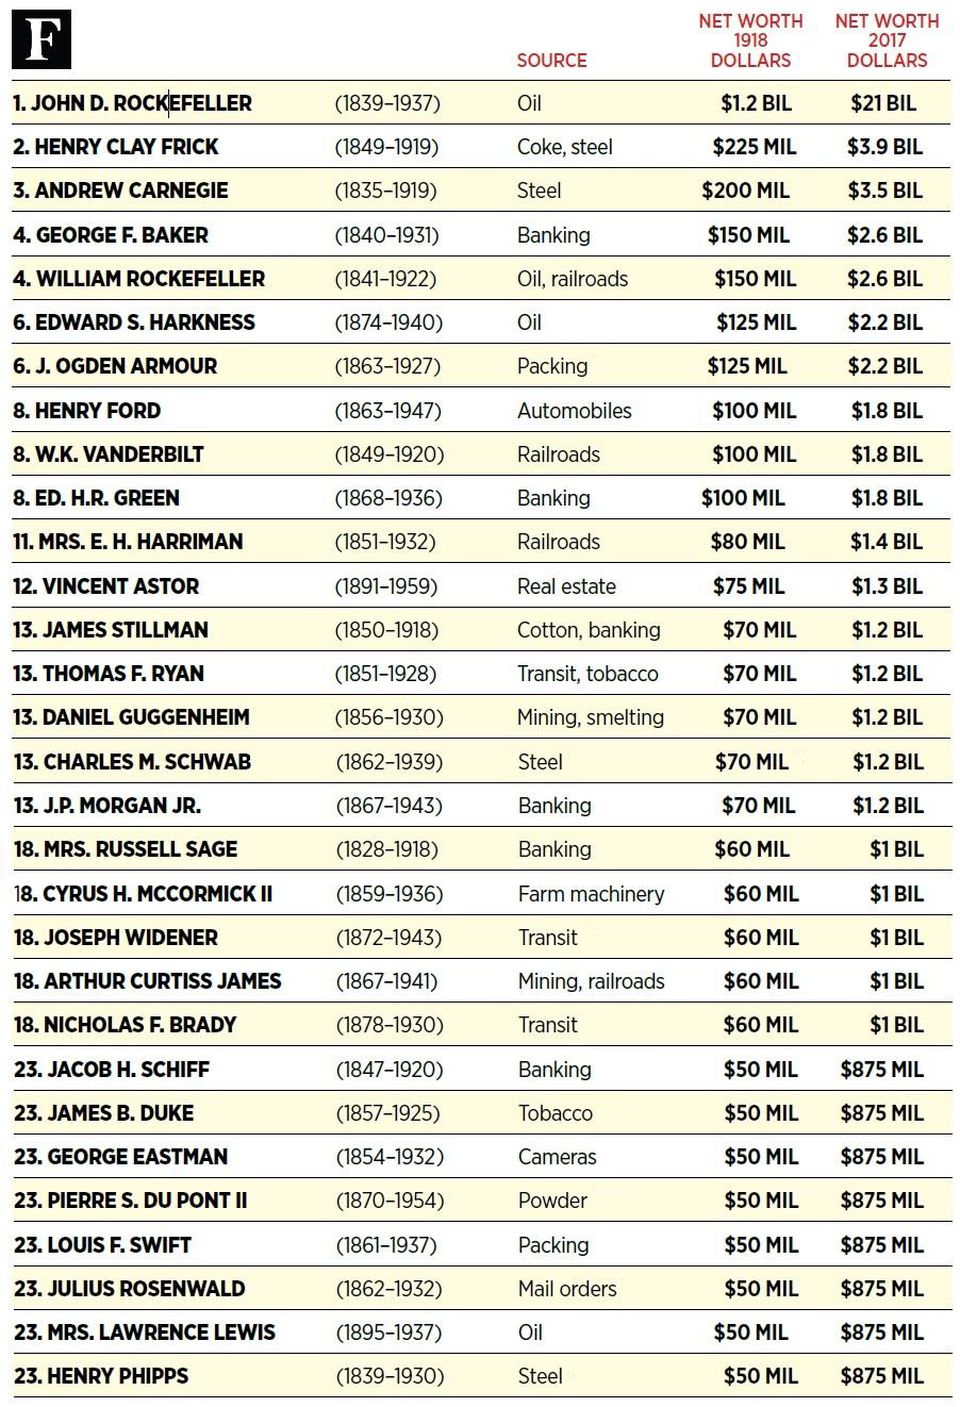 F
SOURCE
NET WORTH
1918
DOLLARS
NET WORTH
2017
DOLLARS
1. JOHN D. ROCKEFELLER (1839–1937) Oil $1.2 BIL $21 BIL
2. HENRY CLAY FRICK (1849–1919) Coke, steel $225 MIL $3.9 BIL
3. ANDREW CARNEGIE (1835–1919) Steel $200 MIL $3.5 BIL
4. GEORGE F. BAKER (1840–1931) Banking $150 MIL $2.6 BIL
4. WILLIAM ROCKEFELLER (1841–1922) Oil, railroads $150 MIL $2.6 BIL
6. EDWARD S. HARKNESS (1874–1940) Oil $125 MIL $2.2 BIL
6. J. OGDEN ARMOUR (1863–1927) Packing $125 MIL $2.2 BIL
8. HENRY FORD (1863–1947) Automobiles $100 MIL $1.8 BIL
8. W.K. VANDERBILT (1849–1920) Railroads $100 MIL $1.8 BIL
8. ED. H.R. GREEN (1868–1936) Banking $100 MIL $1.8 BIL
11. MRS. E. H. HARRIMAN (1851–1932) Railroads $80 MIL $1.4 BIL
12. VINCENT ASTOR (1891–1959) Real estate $75 MIL $1.3 BIL
13. JAMES STILLMAN (1850–1918) Cotton, banking $70 MIL $1.2 BIL
13. THOMAS F. RYAN (1851–1928) Transit, tobacco $70 MIL $1.2 BIL
13. DANIEL GUGGENHEIM (1856–1930) Mining, smelting $70 MIL $1.2 BIL
13. CHARLES M. SCHWAB (1862–1939) Steel $70 MIL $1.2 BIL
13. J.P. MORGAN JR. (1867–1943) Banking $70 MIL $1.2 BIL
18. MRS. RUSSELL SAGE (1828–1918) Banking $60 MIL $1 BIL
18. CYRUS H. MCCORMICK II (1859–1936) Farm machinery $60 MIL $1 BIL
18. JOSEPH WIDENER (1872–1943) Transit $60 MIL $1 BIL
18. ARTHUR CURTISS JAMES (1867–1941) Mining, railroads $60 MIL $1 BIL
18. NICHOLAS F. BRADY (1878–1930) Transit $60 MIL $1 BIL
23. JACOB H. SCHIFF (1847–1920) Banking $50 MIL $875 MIL
23. JAMES B. DUKE (1857–1925) Tobacco $50 MIL $875 MIL
23. GEORGE EASTMAN (1854–1932) Cameras $50 MIL $875 MIL
23. PIERRE S. DU PONT II (1870–1954) Powder $50 MIL $875 MIL
23. LOUIS F. SWIFT (1861–1937) Packing $50 MIL $875 MIL
23. JULIUS ROSENWALD (1862–1932) Mail orders $50 MIL $875 MIL
23. MRS. LAWRENCE LEWIS (1895–1937) Oil $50 MIL $875 MIL
23. HENRY PHIPPS (1839–1930) Steel $50 MIL $875 MIL